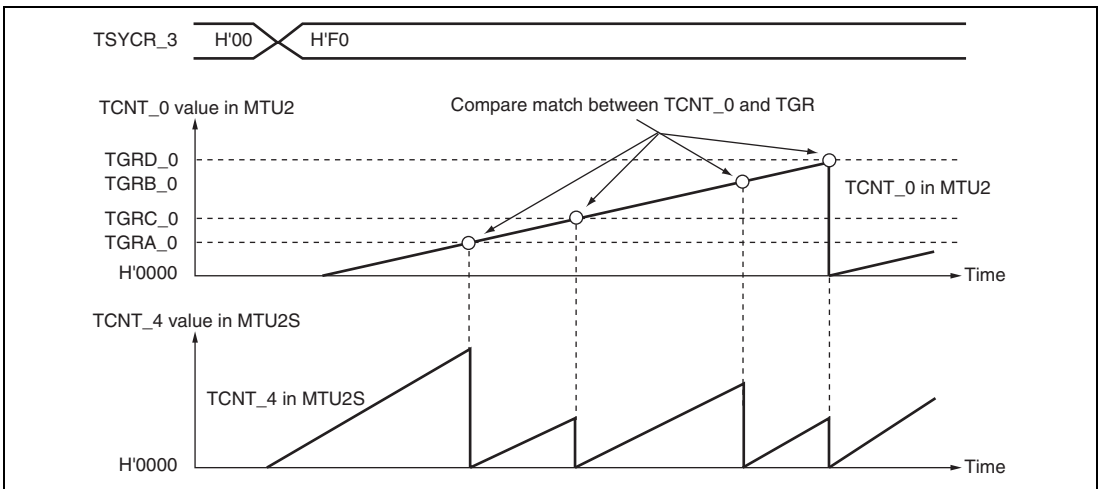 TSYCR_3 H'00 H'F0
TCNT_0 value in MTU2
Compare match between TCNT_0 and TGR
TGRD_0
TGRB_0
TCNT_0 in MTU2
TGRC_0
TGRA_0
H'0000
Time
TCNT_4 value in MTU2S
TCNT_4 in MTU2S
H'0000
Time